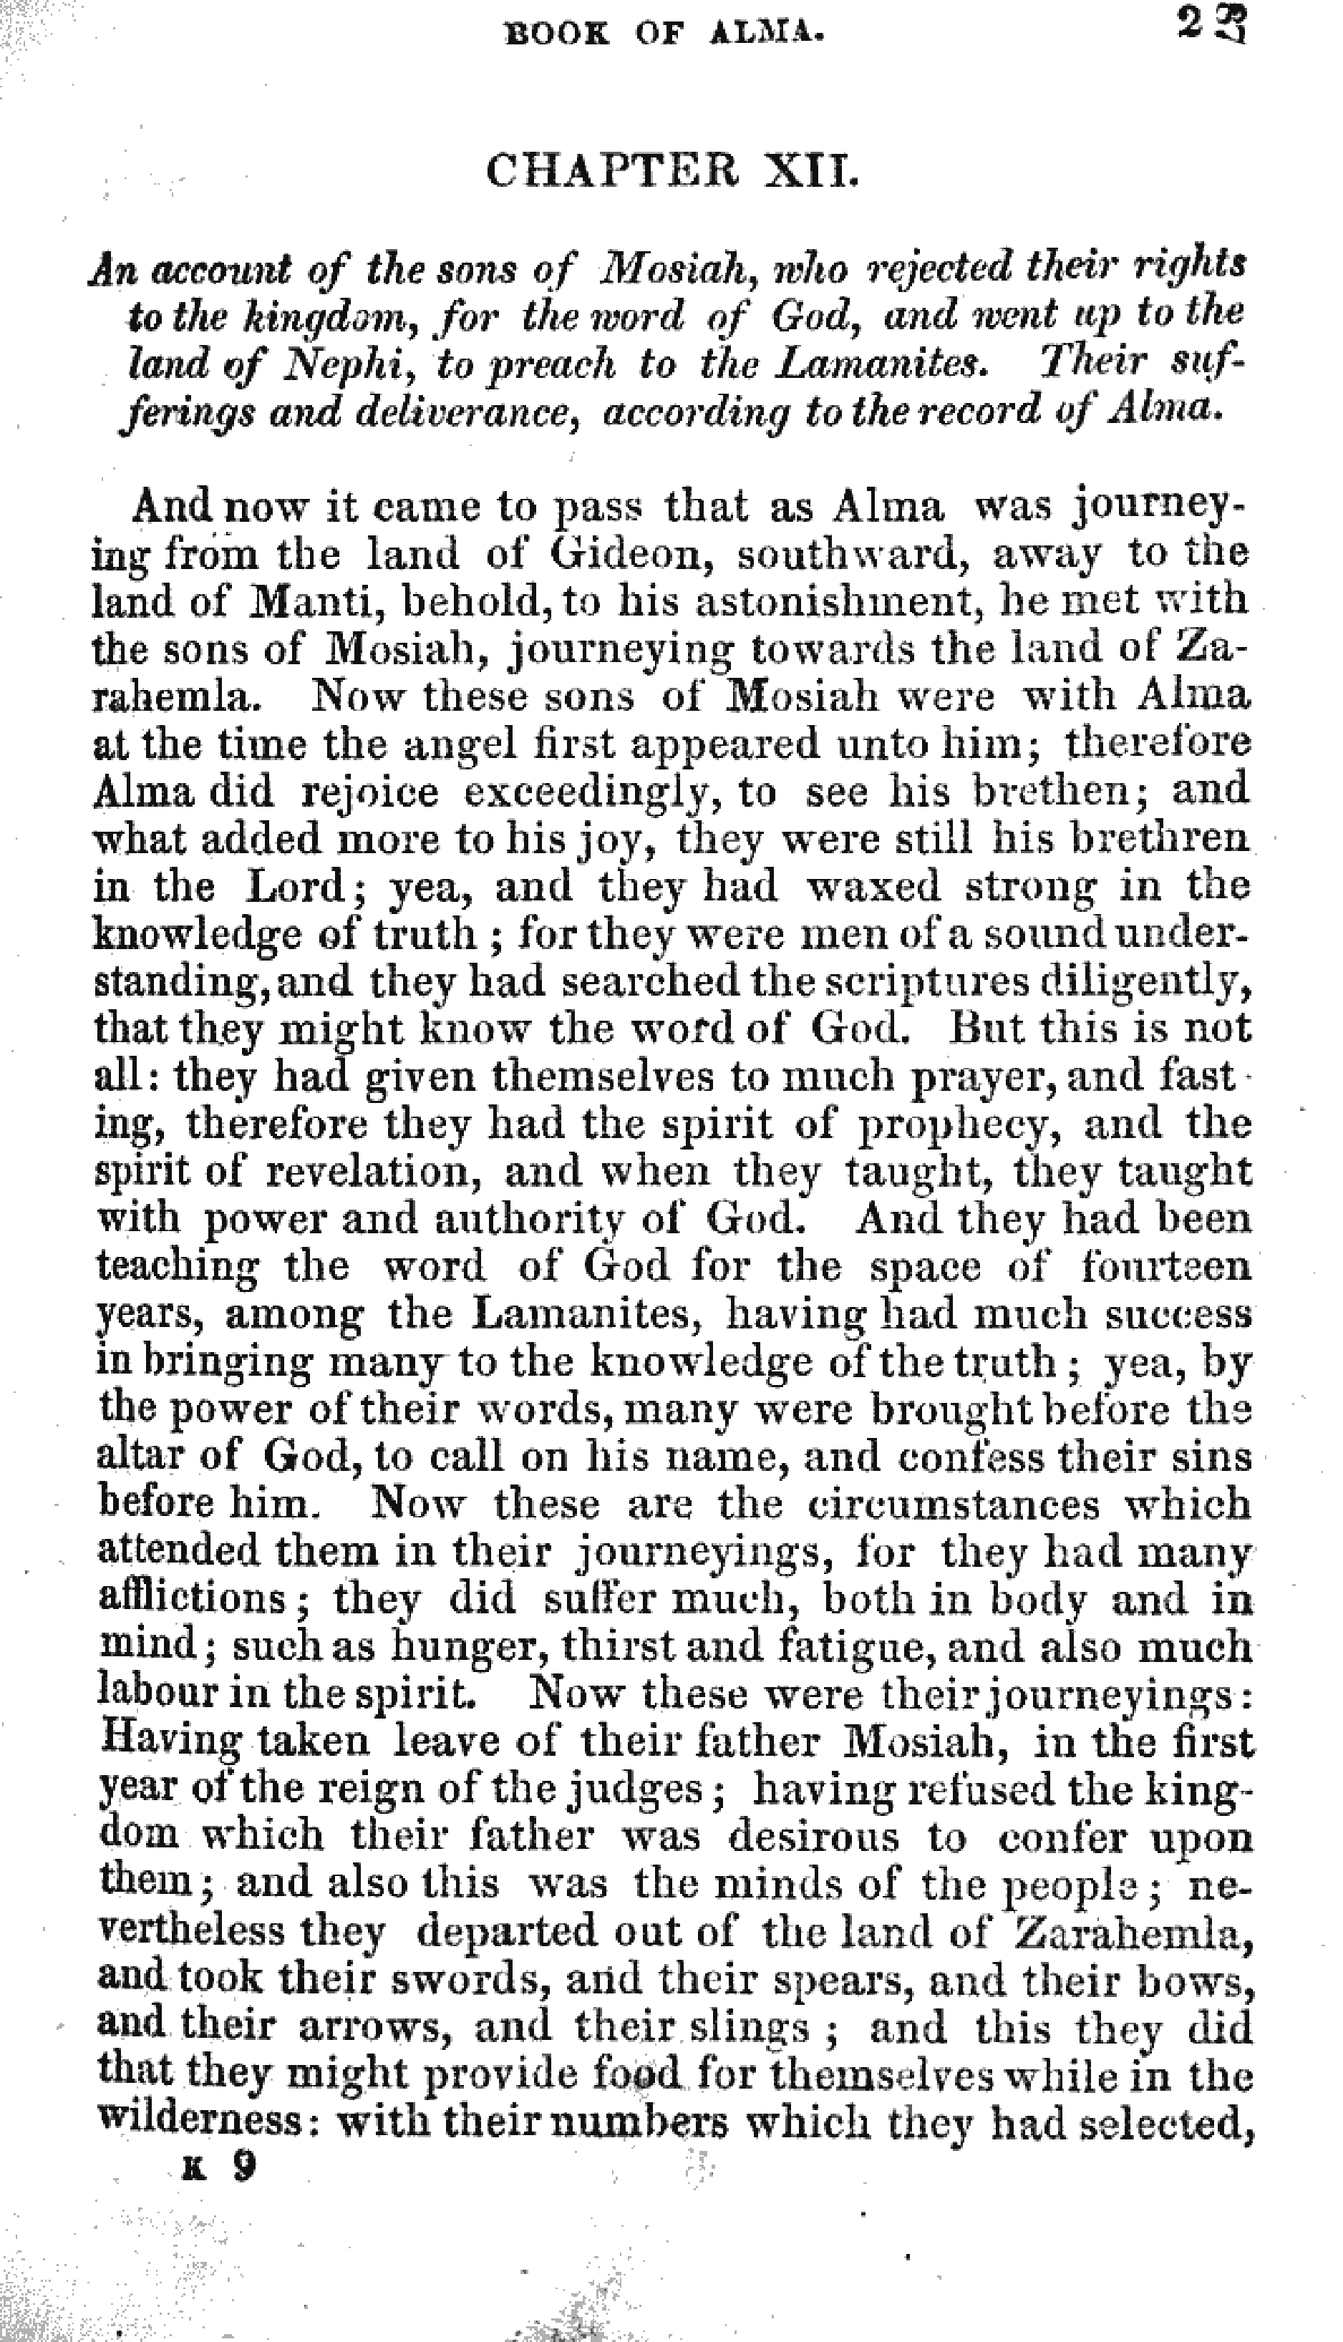 BOOK OF ALMA. 2
CHAPTER XII.
An account of the sons of Mosiah, who rejected their rights
to the kingdom, for the word of God, and went up to the
land of Nephi, to preach to the Lamanites. Their suf-
ferings and deliverance, according to the record of Alma.
And now it came to pass that as Alma was journey-
ing from the land of Gideon, southward, away to the
land of Manti, behold, to his astonishment, he met with
the sons of Mosiah, journeying towards the land of Za-
rahemla. Now these sons of Mosiah were with Alma
at the time the angel first appeared unto him; therefore
Alma did rejoice exceedingly, to see his brethen; and
what added more to his joy, they were still his brethren
in the Lord; yea, and they had waxed strong in the
knowledge of truth; for they were men of a sound under-
standing, and they had searched the scriptures diligently,
that they might know the word of God. But this is not
all: they had given themselves to much prayer, and fast-
ing, therefore they had the spirit of prophecy, and the
spirit of revelation, and when they taught, they taught
with power and authority of God. And they had been
teaching the word of God for the space of fourteen
years, among the Lamanites, having had much success
in bringing many to the knowledge of the truth; yea, by
the power of their words, many were brought before the
altar of God, to call on his name, and confess their sins
before him. Now these are the circumstances which
attended them in their journeyings, for they had many
afflictions; they did suffer much, both in body and in
mind; such as hunger, thirst and fatigue, and also much
labour in the spirit. Now these were their journeyings:
Having taken leave of their father Mosiah, in the first
year of the reign of the judges; having refused the king-
dom which their father was desirous to confer upon
them; and also this was the minds of the people; ne-
vertheless they departed out of the land of Zarahemla,
and took their swords, and their spears, and their bows,
and their arrows, and their slings; and this they did
that they might provide food for themselves while in the
wilderness: with their numbers which they had selected,
K 9